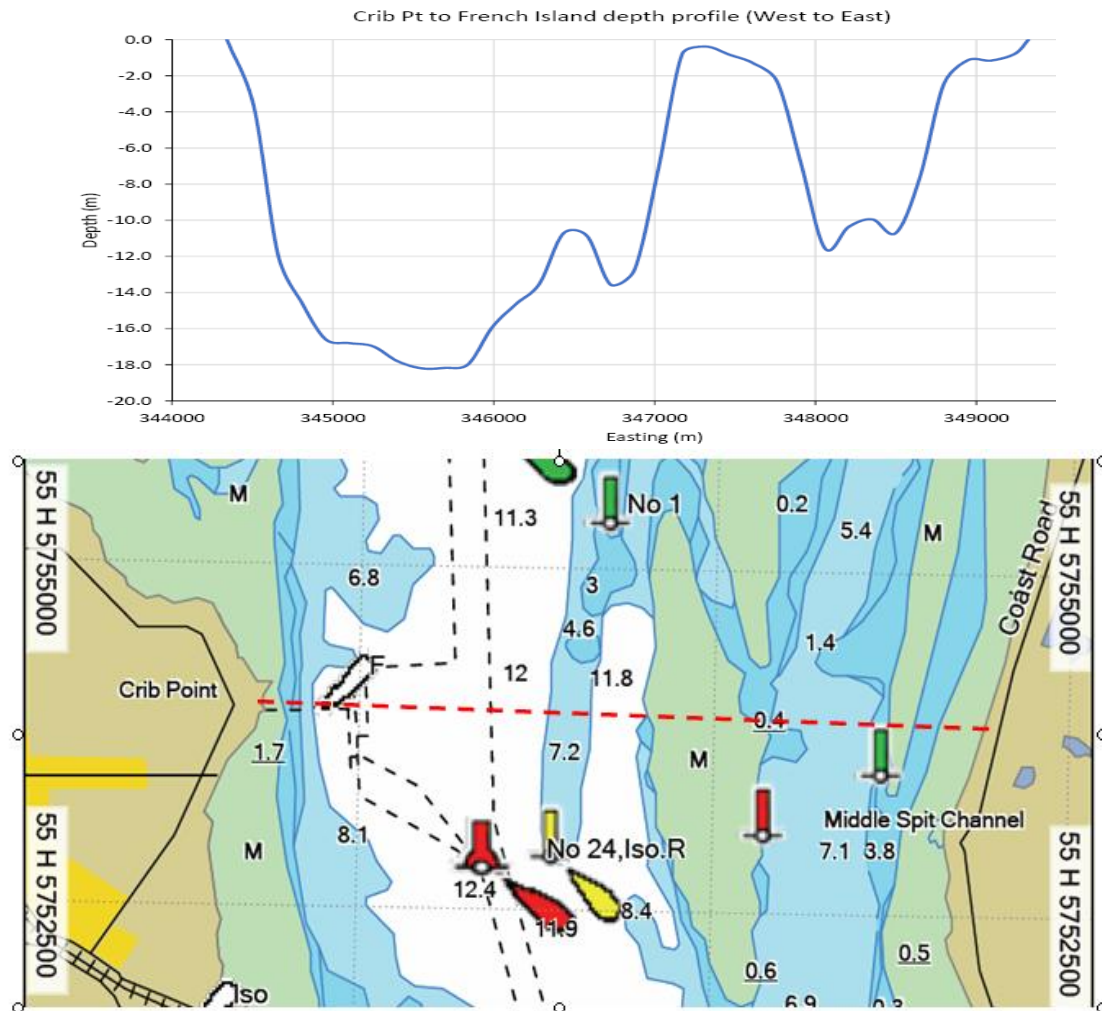 Crib Pt to French Island depth profile (West to East)
0.0
-2.0
-4.0
-6.0
-8.0
-10.0
-12.0
-14.0
-16.0
-18.0
-20.0
Depth (m)
344000 345000 346000 347000 348000 349000
Easting (m)
55 H 5755000
M
11.3
No 1
0.2
5.4
M
Coast Road
55 H 5755000
6.8
3
4.6
1.4
F
12
11.8
Crib Point
0.4
1.7
7.2
M
F
F
8.1
M
Middle Spit Channel
No 24,Iso.R
7.1
3.8
12.4
8.4
11.9
55 H 5752500
55 H 5752500
0.5
0.6
Iso
6.9
0.3